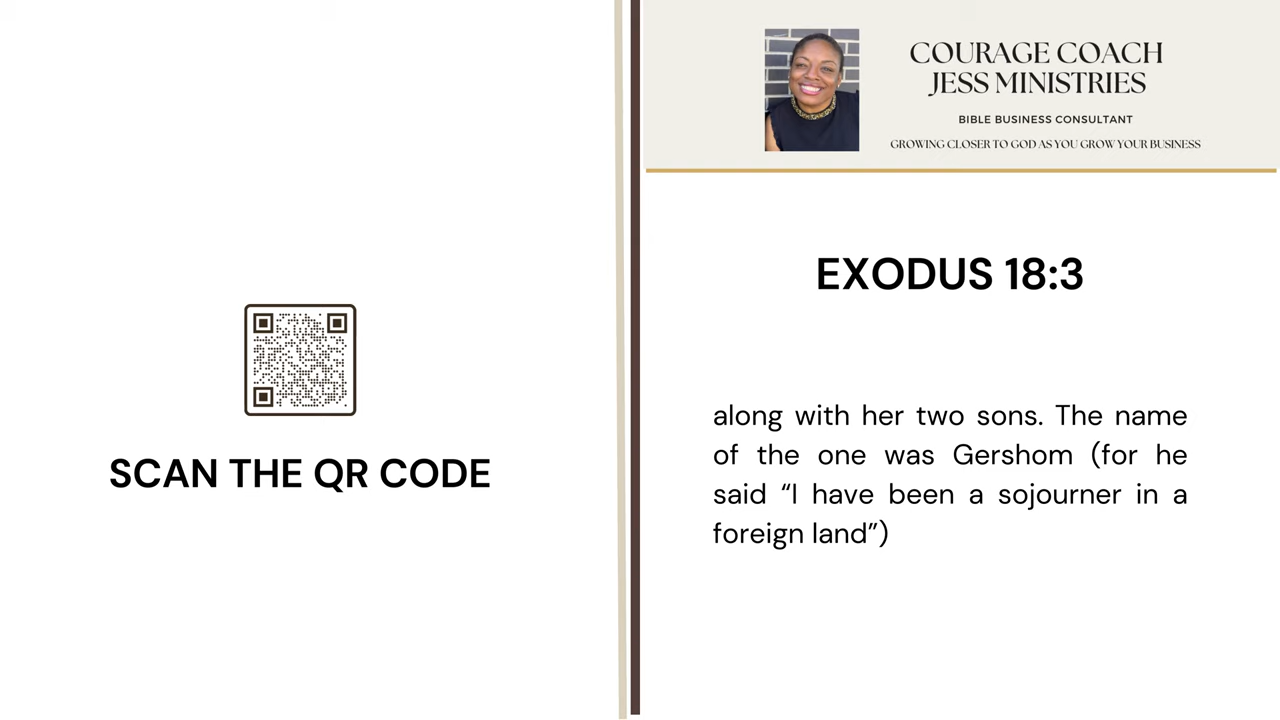 SCAN THE QR CODE
COURAGE COACH
JESS MINISTRIES
BIBLE BUSINESS CONSULTANT
GROWING CLOSER TO GOD AS YOU GROW YOUR BUSINESS
EXODUS 18:3
along with her two sons. The name
of the one was Gershom (for he
said “I have been a sojourner in a
foreign land”)